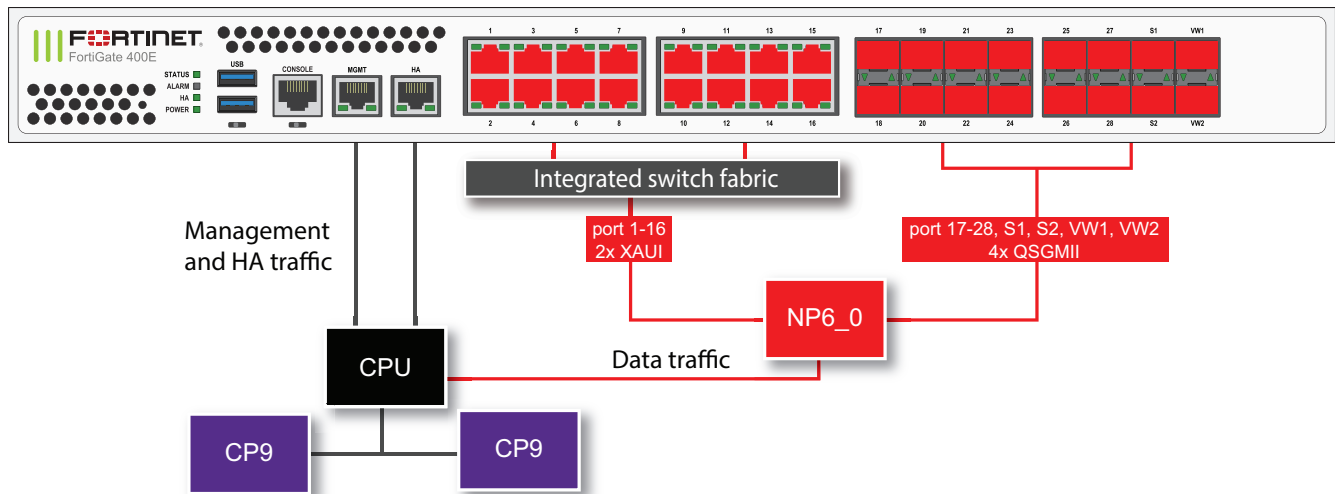 FORTINET
FortiGate 400E
STATUS
ALARM
HA
POWER
USB
CONSOLE
MGMT
HA
1 3 5 7
2 4 6 8
9 11 13 15
10 12 14 16
17 19 21 23
18 20 22 24
25 27 S1 VW1
26 28 S2 VW2
Integrated switch fabric
Management
and HA traffic
port 1-16
2x XAUI
port 17-28, S1, S2, VW1, VW2
4x QSGMII
NP6_0
Data traffic
CPU
CP9
CP9